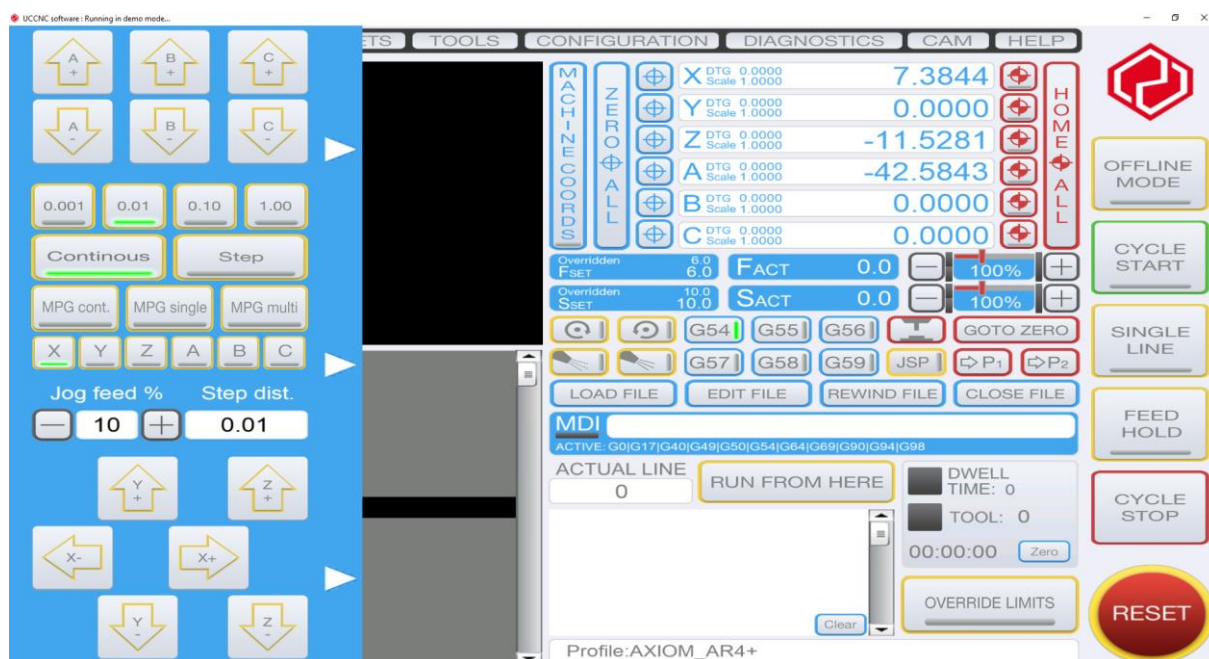 UCCNC software : Running in demo mode...
TS TOOLS CONFIGURATION DIAGNOSTICS CAM HELP
A + B + C +
A - B - C -
0.001 0.01 0.10 1.00
Continous Step
MPG cont. MPG single MPG multi
X Y Z A B C
Jog feed % Step dist.
10 0.01
Y + Z +
X- X+
Y - Z -
MACHINE COORDS
ZERO ALL
X DTG 0.0000 Scale 1.0000 7.3844
Y DTG 0.0000 Scale 1.0000 0.0000
Z DTG 0.0000 Scale 1.0000 -11.5281
A DTG 0.0000 Scale 1.0000 -42.5843
B DTG 0.0000 Scale 1.0000 0.0000
C DTG 0.0000 Scale 1.0000 0.0000
HOME ALL
Overridden 6.0
FSET 6.0 FACT 0.0 100%
Overridden 10.0
SSET 10.0 SACT 0.0 100%
G54 G55 G56 GOTO ZERO
G57 G58 G59 JSP P1 P2
LOAD FILE EDIT FILE REWIND FILE CLOSE FILE
MDI
ACTIVE: G0|G17|G40|G49|G50|G54|G64|G69|G90|G94|G98
ACTUAL LINE
0
RUN FROM HERE
DWELL
TIME: 0
TOOL: 0
00:00:00 Zero
Clear
OVERRIDE LIMITS
Profile:AXIOM_AR4+
OFFLINE
MODE
CYCLE
START
SINGLE
LINE
FEED
HOLD
CYCLE
STOP
RESET